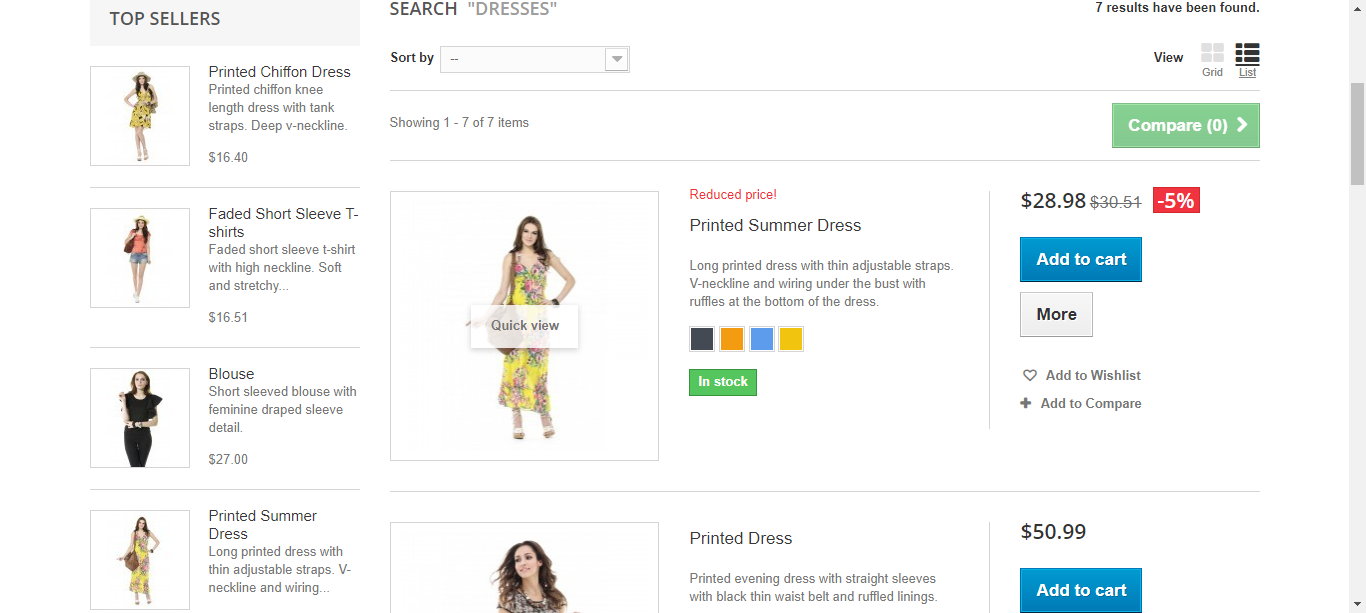 TOP SELLERS
Printed Chiffon Dress
Printed chiffon knee
length dress with tank
straps. Deep v-neckline.
$16.40
Faded Short Sleeve T-
shirts
Faded short sleeve t-shirt
with high neckline. Soft
and stretchy...
$16.51
Blouse
Short sleeved blouse with
feminine draped sleeve
detail.
$27.00
Printed Summer
Dress
Long printed dress with
thin adjustable straps. V-
neckline and wiring...
SEARCH "DRESSES"
7 results have been found.
Sort by --
View
Grid
List
Showing 1 - 7 of 7 items
Compare (0)
Quick view
Reduced price!
Printed Summer Dress
Long printed dress with thin adjustable straps.
V-neckline and wiring under the bust with
ruffles at the bottom of the dress.
In stock
$28.98 $30.51 -5%
Add to cart
More
Add to Wishlist
Add to Compare
Printed Dress
Printed evening dress with straight sleeves
with black thin waist belt and ruffled linings.
$50.99
Add to cart